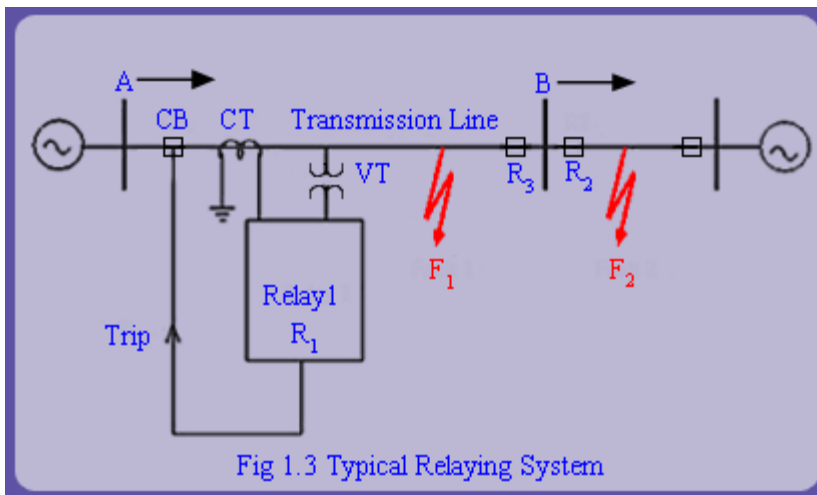 A
B
CB
CT
Transmission Line
VT
R3
R2
F1
F2
Relay1
R1
Trip
Fig 1.3 Typical Relaying System